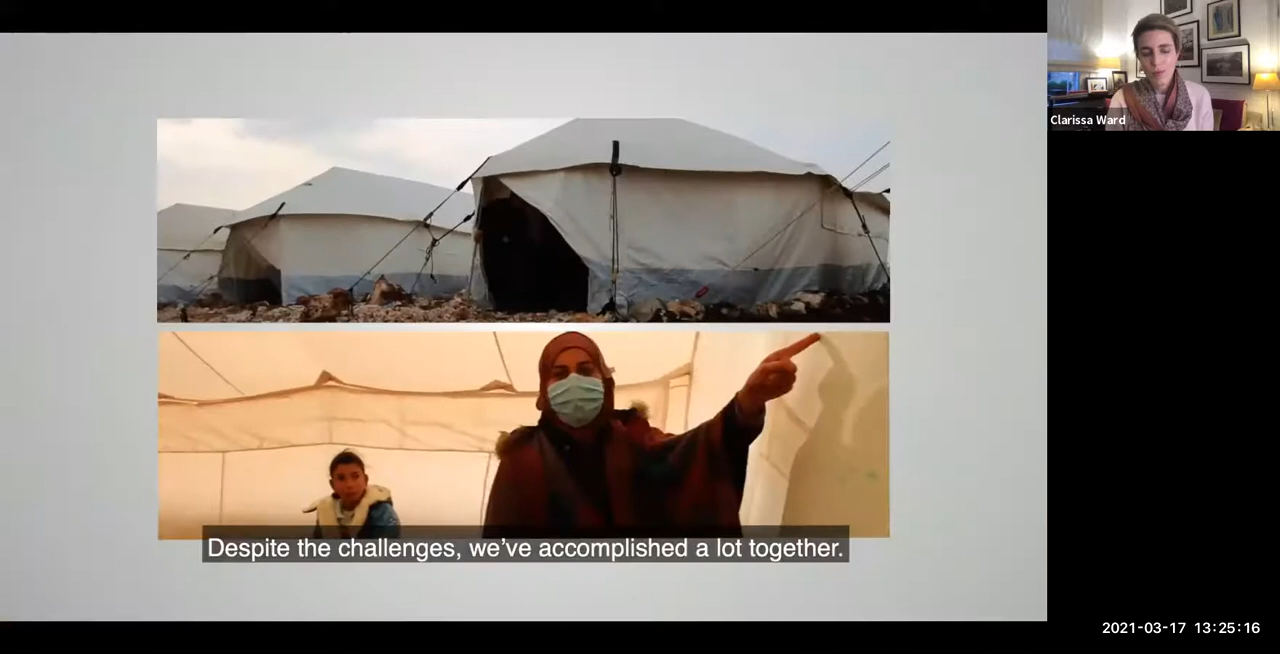 Clarissa Ward
Despite the challenges, we've accomplished a lot together.
2021-03-17 13:25:16